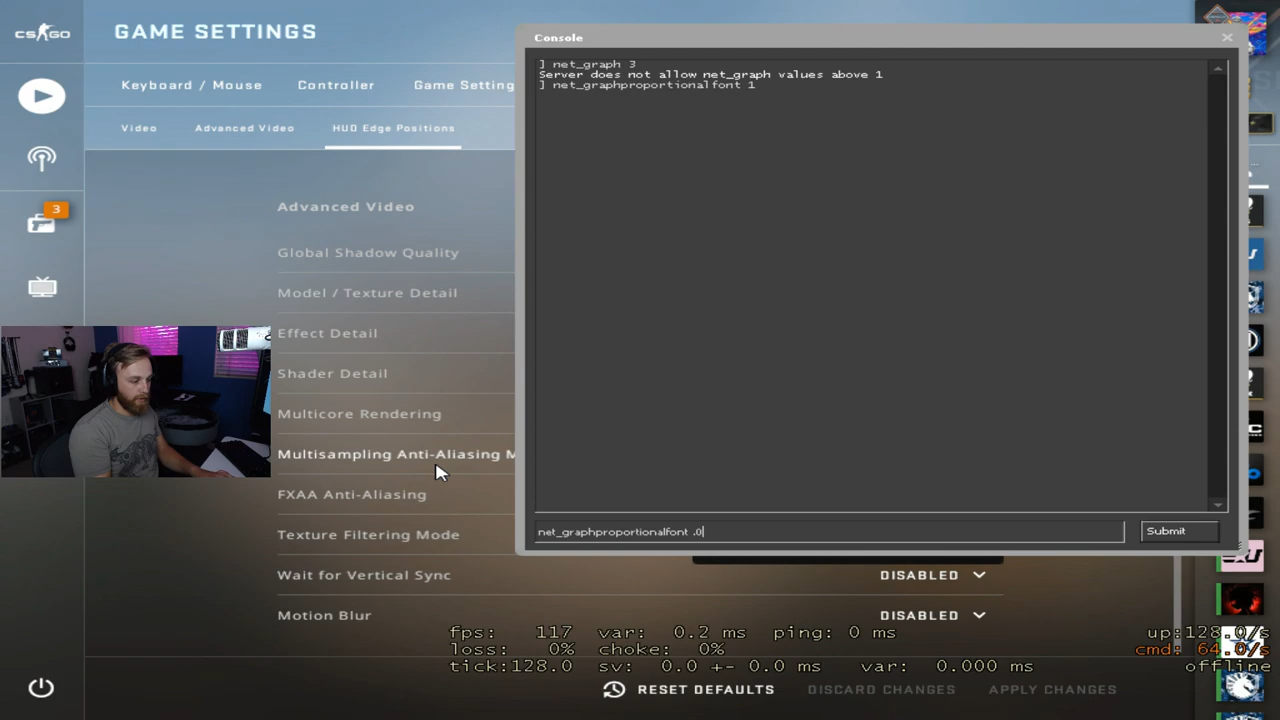 CS:GO
GAME SETTINGS
Keyboard / Mouse
Controller
Game Setting
Video
Advanced Video
HUD Edge Positions
3
Advanced Video
Global Shadow Quality
Model / Texture Detail
Effect Detail
Shader Detail
Multicore Rendering
Multisampling Anti-Aliasing M
FXAA Anti-Aliasing
Texture Filtering Mode
Wait for Vertical Sync
DISABLED
Motion Blur
DISABLED
Console
] net_graph 3
Server does not allow net_graph values above 1
] net_graphproportionalfont 1
net_graphproportionalfont .0
Submit
fps: 117 var: 0.2 ms ping: 0 ms
loss: 0% choke: 0%
tick:128.0 sv: 0.0 +- 0.0 ms var: 0.000 ms
up:128.0/s
cmd: 64.0/s
offline
RESET DEFAULTS
DISCARD CHANGES
APPLY CHANGES